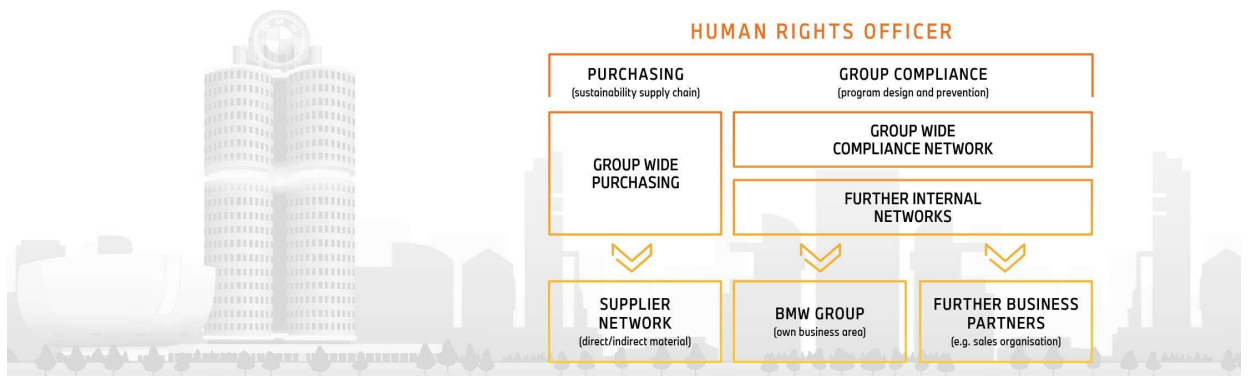 HUMAN RIGHTS OFFICER
PURCHASING
(sustainability supply chain)
GROUP COMPLIANCE
(program design and prevention)
GROUP WIDE
PURCHASING
GROUP WIDE
COMPLIANCE NETWORK
FURTHER INTERNAL
NETWORKS
SUPPLIER
NETWORK
(direct/indirect material)
BMW GROUP
(own business area)
FURTHER BUSINESS
PARTNERS
(e.g. sales organisation)
BMW